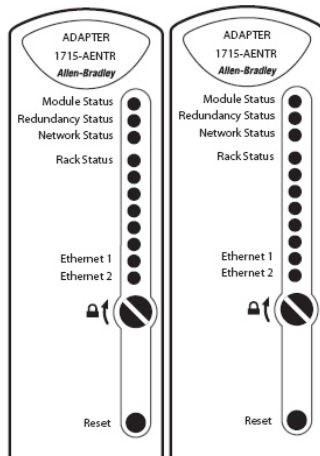 ADAPTER
1715-AENTR
Allen-Bradley
Module Status
Redundancy Status
Network Status
Rack Status
Ethernet 1
Ethernet 2
Reset
ADAPTER
1715-AENTR
Allen-Bradley
Module Status
Redundancy Status
Network Status
Rack Status
Ethernet 1
Ethernet 2
Reset